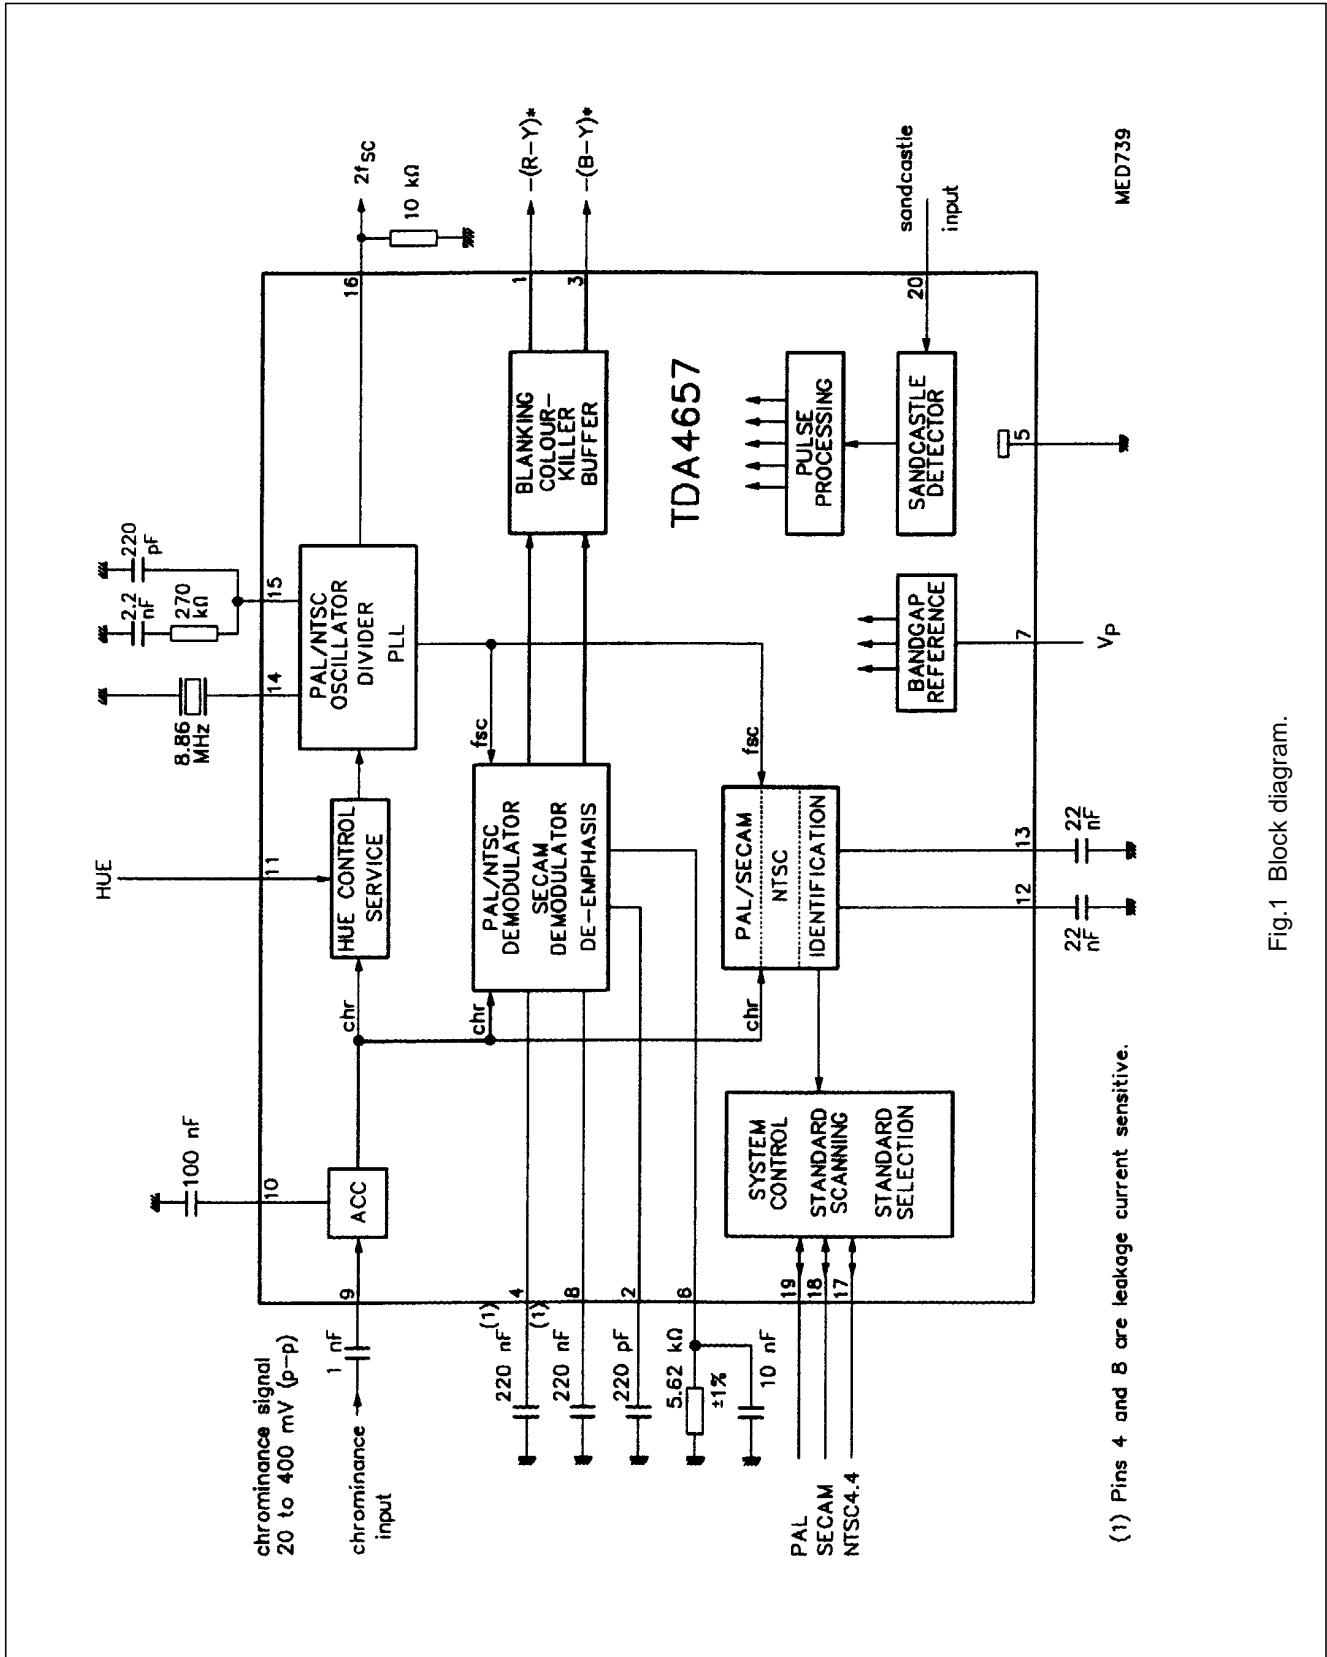 chrominance signal
20 to 400 mV (p–p)
chrominance
input
1 nF
9
100 nF
10
ACC
chr
HUE
11
HUE CONTROL
SERVICE
8.86
MHz
14
2.2
nF
270
kΩ
220
pF
15
PAL/NTSC
OSCILLATOR
DIVIDER
PLL
16
2fSC
10 kΩ
chr
fsc
PAL/NTSC
DEMODULATOR
SECAM
DEMODULATOR
DE-EMPHASIS
BLANKING
COLOUR-
KILLER
BUFFER
1
-(R-Y)*
3
-(B-Y)*
220 nF
(1)
4
220 nF
(1)
8
220 pF
2
5.62 kΩ
±1%
6
10 nF
TDA4657
chr
fsc
PAL/SECAM
NTSC
IDENTIFICATION
SYSTEM
CONTROL
STANDARD
SCANNING
STANDARD
SELECTION
PAL
19
SECAM
18
NTSC4.4
17
BANDGAP
REFERENCE
PULSE
PROCESSING
SANDCASTLE
DETECTOR
20
sandcastle
input
12
22
nF
13
22
nF
7
VP
5
(1) Pins 4 and 8 are leakage current sensitive.
MED739
Fig.1 Block diagram.